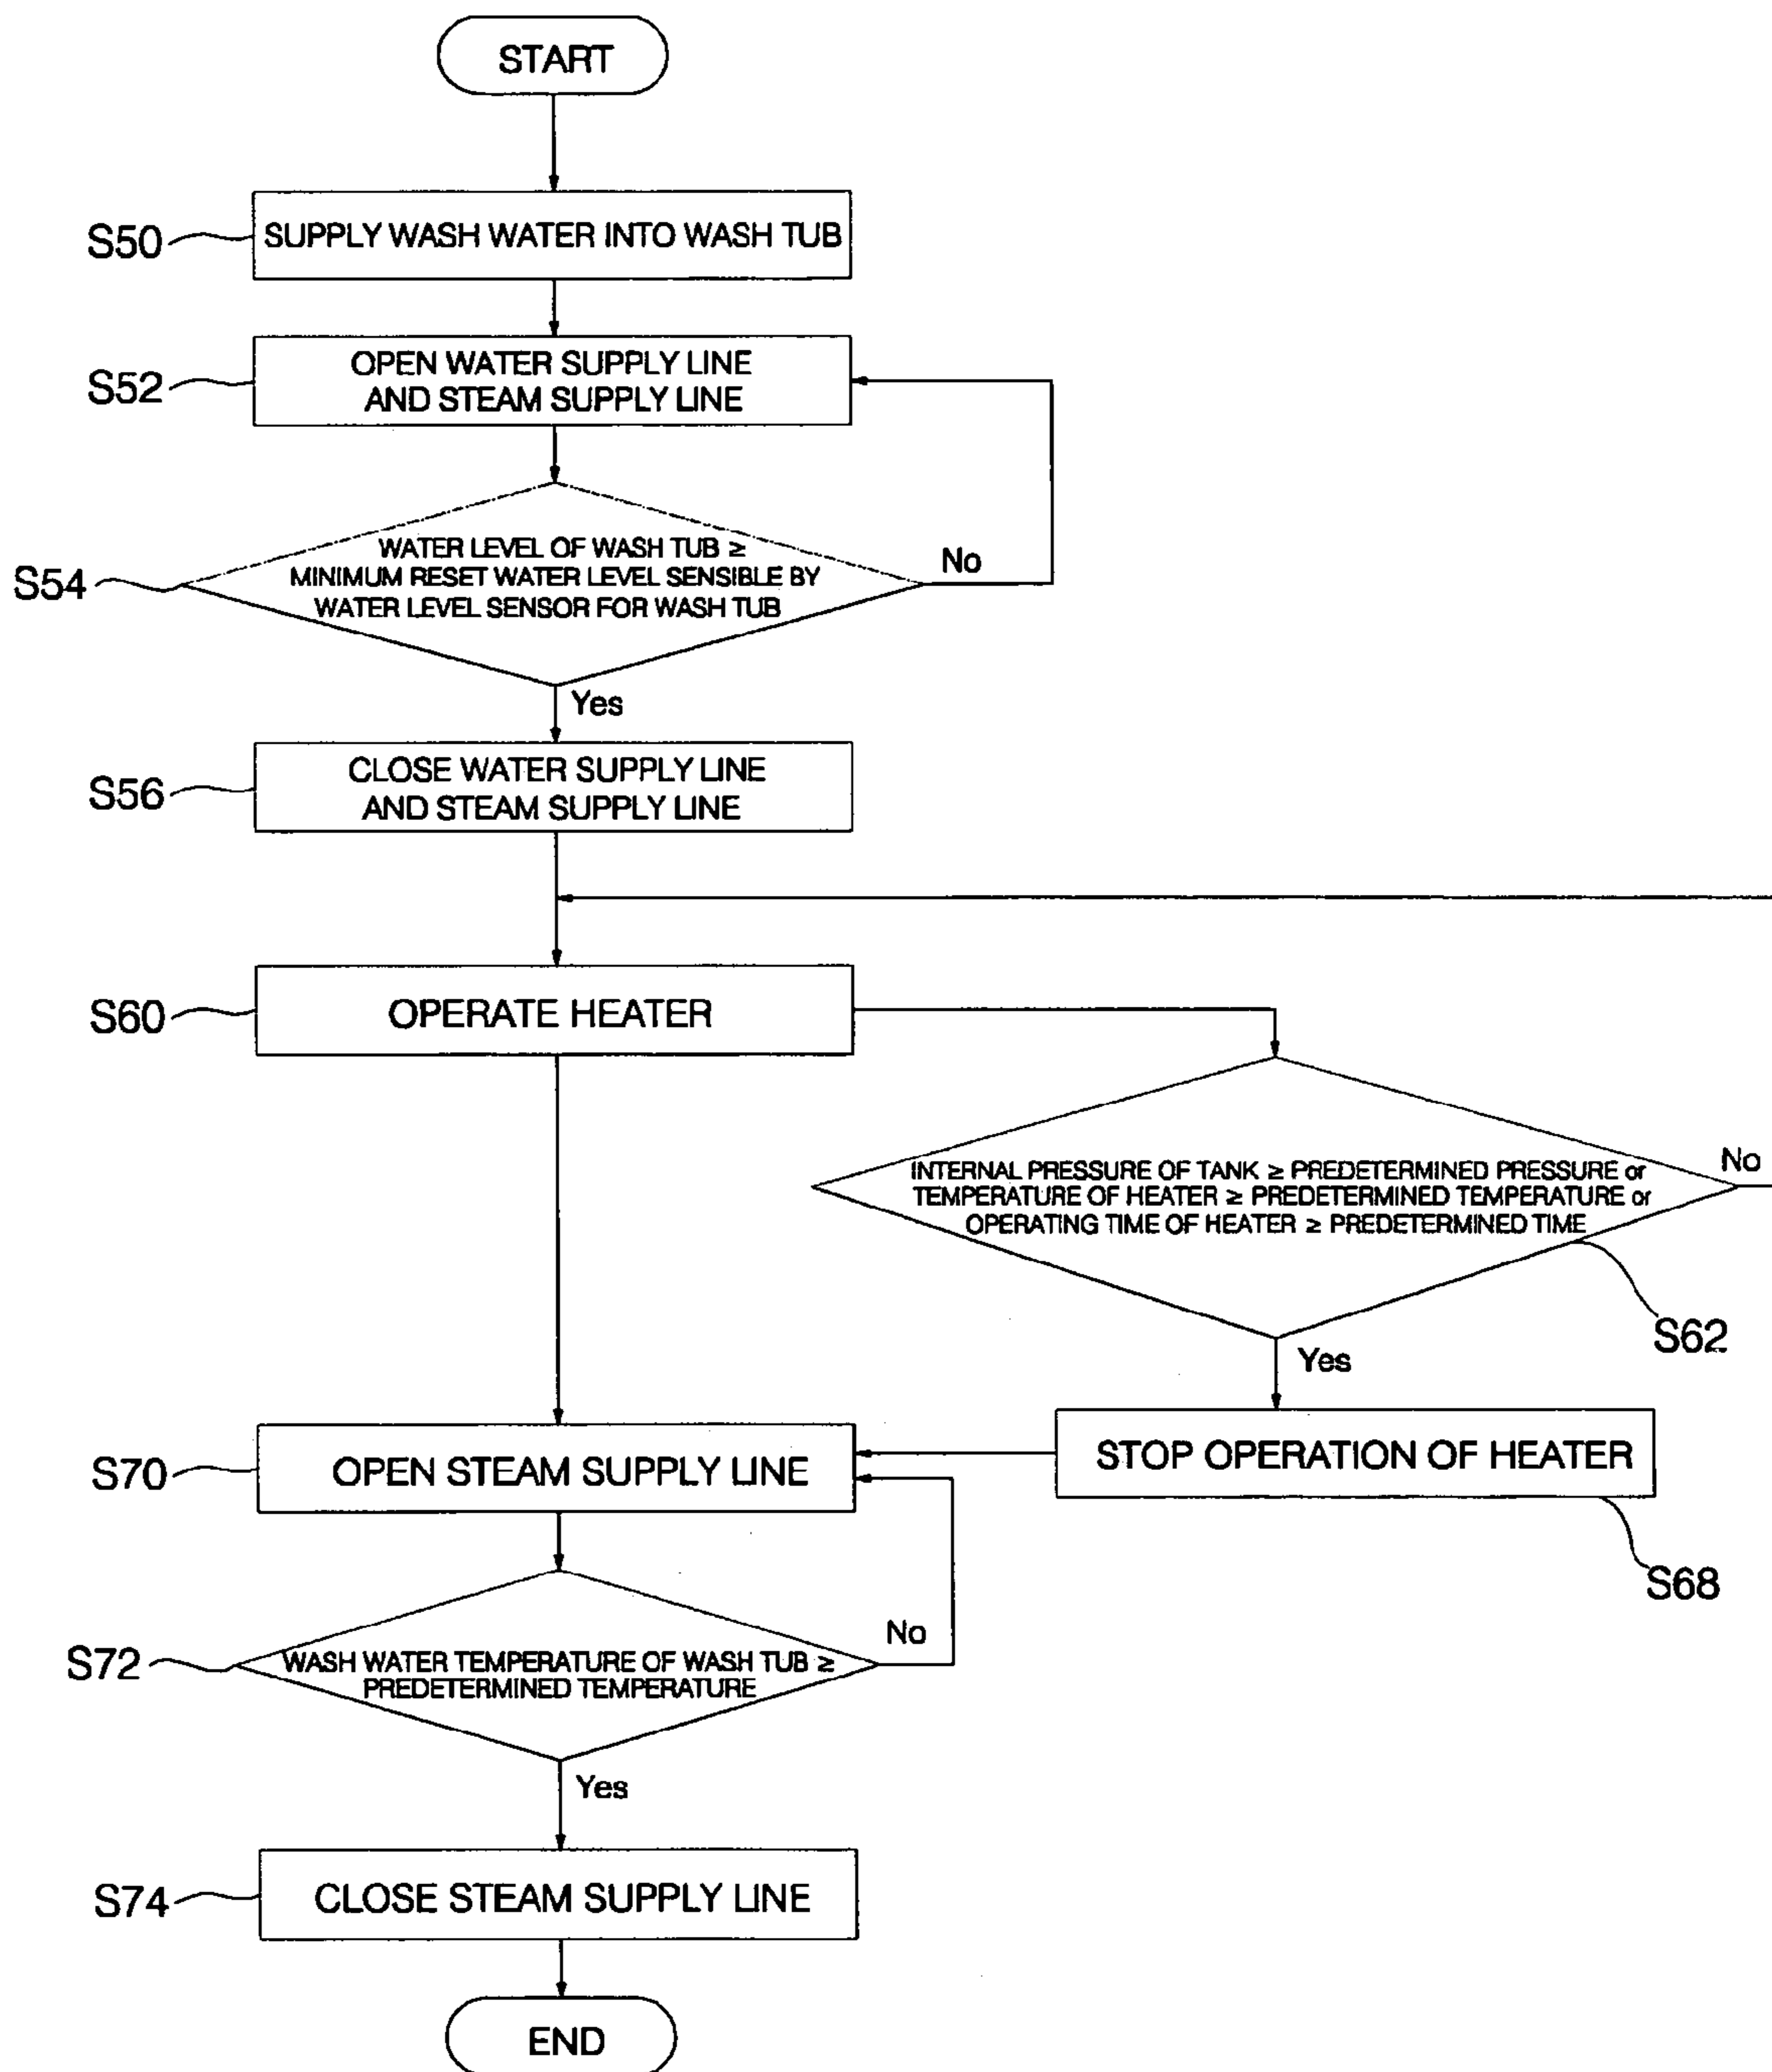 START
S50
SUPPLY WASH WATER INTO WASH TUB
S52
OPEN WATER SUPPLY LINE
AND STEAM SUPPLY LINE
S54
WATER LEVEL OF WASH TUB ≥
MINIMUM RESET WATER LEVEL SENSIBLE BY
WATER LEVEL SENSOR FOR WASH TUB
No
Yes
S56
CLOSE WATER SUPPLY LINE
AND STEAM SUPPLY LINE
S60
OPERATE HEATER
INTERNAL PRESSURE OF TANK ≥ PREDETERMINED PRESSURE or
TEMPERATURE OF HEATER ≥ PREDETERMINED TEMPERATURE or
OPERATING TIME OF HEATER ≥ PREDETERMINED TIME
No
S62
Yes
S70
OPEN STEAM SUPPLY LINE
STOP OPERATION OF HEATER
S68
S72
WASH WATER TEMPERATURE OF WASH TUB ≥
PREDETERMINED TEMPERATURE
No
Yes
S74
CLOSE STEAM SUPPLY LINE
END